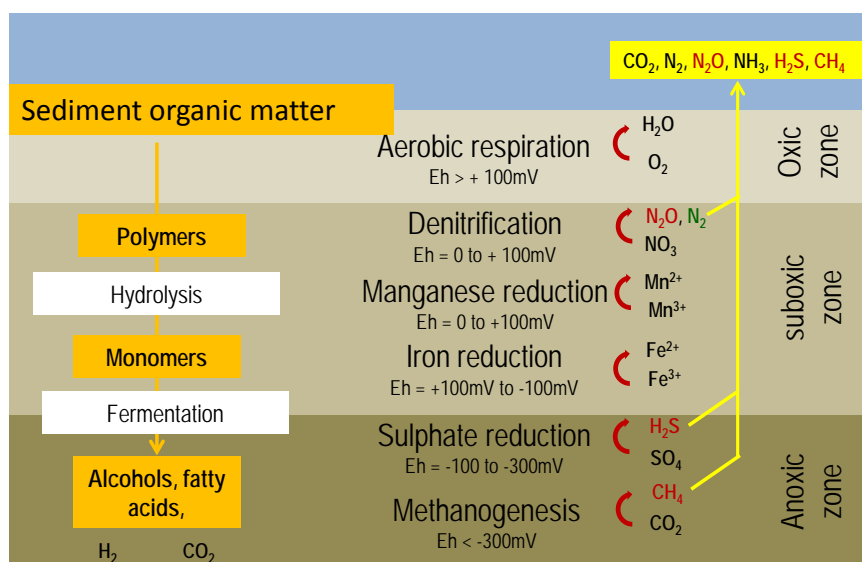 CO₂, N₂, N₂O, NH₃, H₂S, CH₄
Sediment organic matter
Polymers
Hydrolysis
Monomers
Fermentation
Alcohols, fatty
acids,
H₂ CO₂
Aerobic respiration
Eh > + 100mV
H₂O
O₂
Denitrification
Eh = 0 to + 100mV
N₂O, N₂
NO₃
Manganese reduction
Eh = 0 to +100mV
Mn²⁺
Mn³⁺
Iron reduction
Eh = +100mV to -100mV
Fe²⁺
Fe³⁺
Sulphate reduction
Eh = -100 to -300mV
H₂S
SO₄
Methanogenesis
Eh < -300mV
CH₄
CO₂
Oxic
zone
suboxic
zone
Anoxic
zone